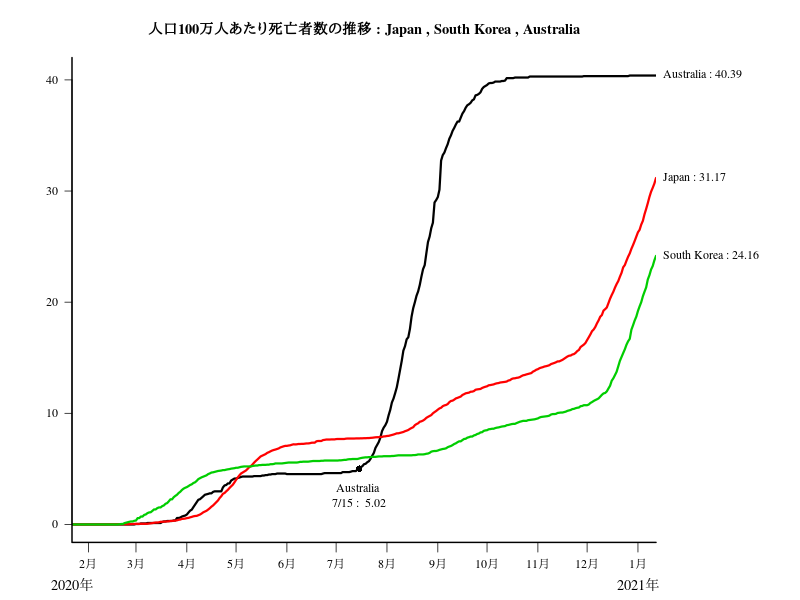 人口100万人あたり死亡者数の推移 : Japan , South Korea , Australia
40
30
20
10
0
Australia : 40.39
Japan : 31.17
South Korea : 24.16
Australia
7/15 : 5.02
2月 3月 4月 5月 6月 7月 8月 9月 10月 11月 12月 1月
2020年 2021年